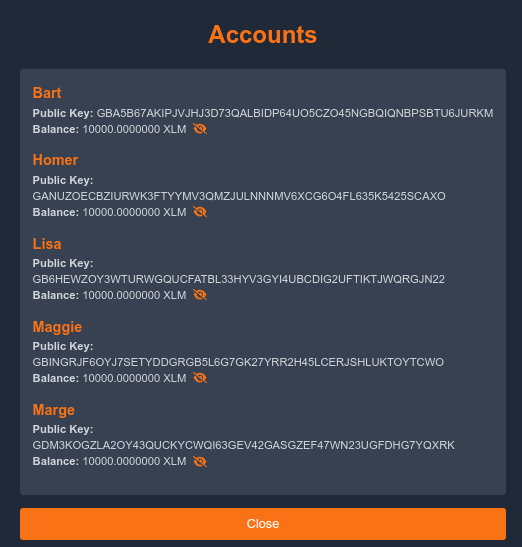 Accounts
Bart
Public Key: GBA5B67AKIPJVJHJ3D73QALBIDP64UO5CZO45NGBQIQNBPSBTU6JURKM
Balance: 10000.0000000 XLM
Homer
Public Key:
GANUZOECBZIURWK3FTYYMV3QMZJULNNNMV6XCG6O4FL635K5425SCAXO
Balance: 10000.0000000 XLM
Lisa
Public Key:
GB6HEWZOY3WTURWGQUCFATBL33HYV3GYI4UBCDIG2UFTIKTJWQRGJN22
Balance: 10000.0000000 XLM
Maggie
Public Key:
GBINGRJF6OYJ7SETYDDGRGB5L6G7GK27YRR2H45LCERJSHLUKTOYTCWO
Balance: 10000.0000000 XLM
Marge
Public Key:
GDM3KOGZLA2OY43QUCKYCWQI63GEV42GASGZEF47WN23UGFDHG7YQXRK
Balance: 10000.0000000 XLM
Close